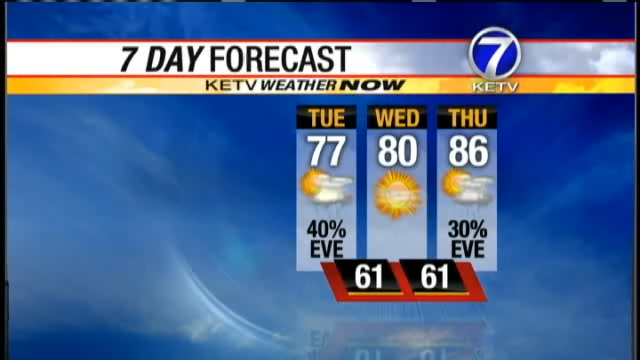 7 DAY FORECAST
7
KETV
KETV WEATHER NOW
TUE WED THU
77 80 86
40% 30%
EVE EVE
61 61